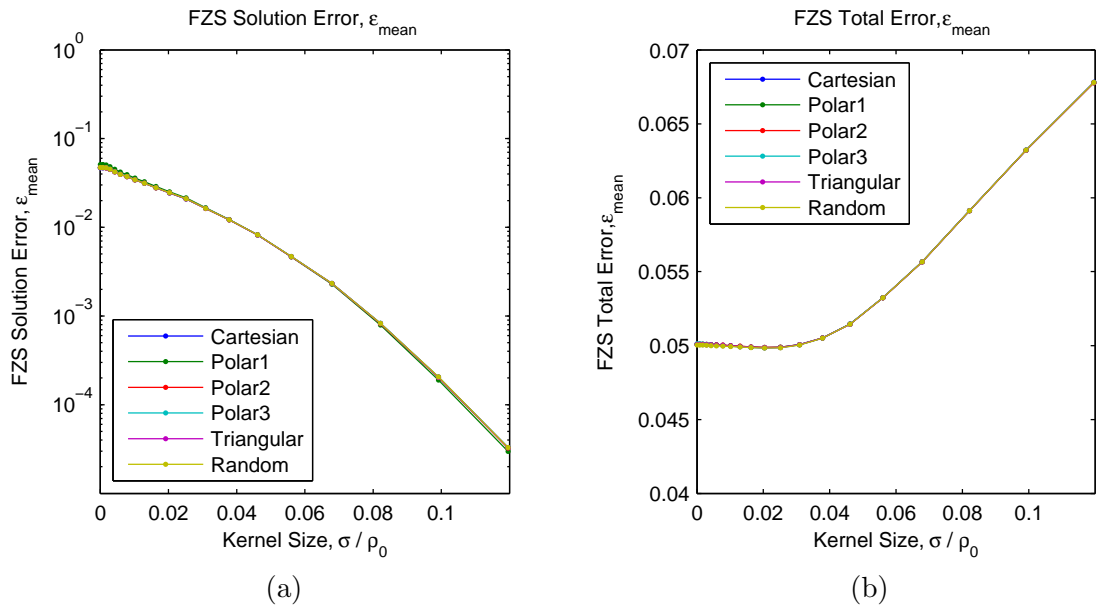 FZS Solution Error, ε_mean
10^0
10^−1
10^−2
10^−3
10^−4
FZS Solution Error, ε_mean
Cartesian
Polar1
Polar2
Polar3
Triangular
Random
0 0.02 0.04 0.06 0.08 0.1
Kernel Size, σ / ρ_0
(a)
FZS Total Error,ε_mean
0.07
0.065
0.06
0.055
0.05
0.045
0.04
FZS Total Error,ε_mean
Cartesian
Polar1
Polar2
Polar3
Triangular
Random
0 0.02 0.04 0.06 0.08 0.1
Kernel Size, σ / ρ_0
(b)